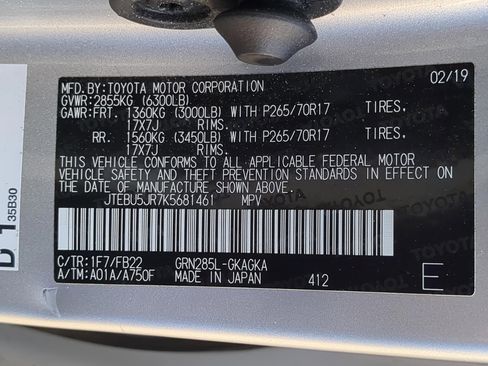 MFD.BY:TOYOTA MOTOR CORPORATION 02/19
GVWR:2855KG (6300LB)
GAWR:FRT. 1360KG (3000LB) WITH P265/70R17 TIRES.
17X7J RIMS.
RR. 1560KG (3450LB) WITH P265/70R17 TIRES.
17X7J RIMS.
THIS VEHICLE CONFORMS TO ALL APPLICABLE FEDERAL MOTOR
VEHICLE SAFETY AND THEFT PREVENTION STANDARDS IN EFFECT ON
THE DATE OF MANUFACTURE SHOWN ABOVE.
JTEBU5JR7K5681461 MPV
C/TR:1F7/FB22 GRN285L-GKAGKA
A/TM:A01A/A750F MADE IN JAPAN 412 E
D 1
35B30